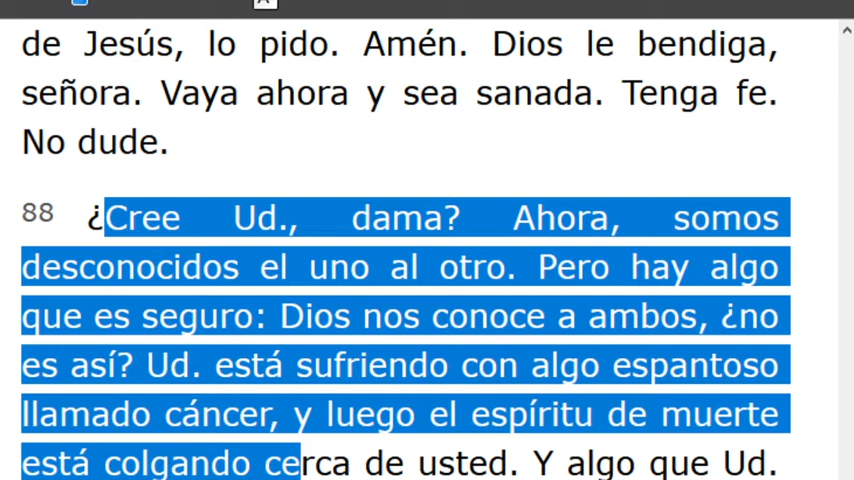 de Jesús, lo pido. Amén. Dios le bendiga,
señora. Vaya ahora y sea sanada. Tenga fe.
No dude.
88 ¿Cree Ud., dama? Ahora, somos
desconocidos el uno al otro. Pero hay algo
que es seguro: Dios nos conoce a ambos, ¿no
es así? Ud. está sufriendo con algo espantoso
llamado cáncer, y luego el espíritu de muerte
está colgando cerca de usted. Y algo que Ud.